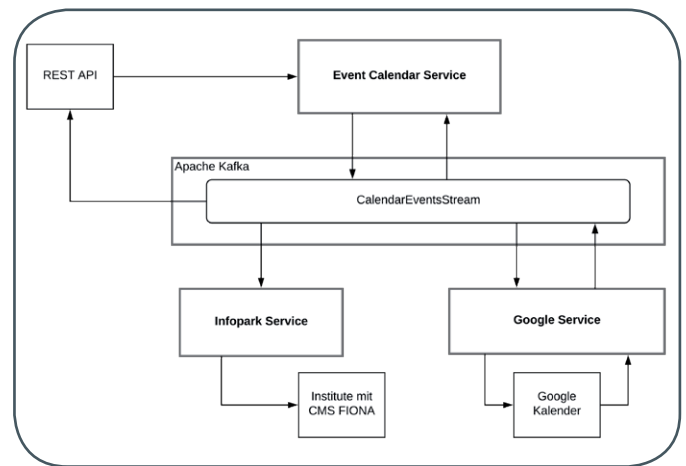 REST API
Event Calendar Service
Apache Kafka
CalendarEventsStream
Infopark Service
Google Service
Institute mit
CMS FIONA
Google
Kalender